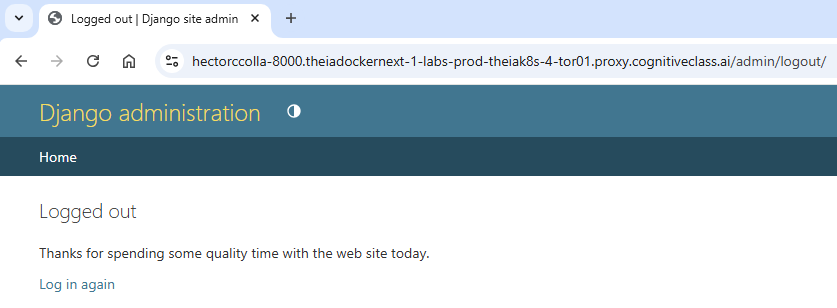 Logged out | Django site admin
hectorccolla-8000.theiadockernext-1-labs-prod-theiak8s-4-tor01.proxy.cognitiveclass.ai/admin/logout/
Django administration
Home
Logged out
Thanks for spending some quality time with the web site today.
Log in again